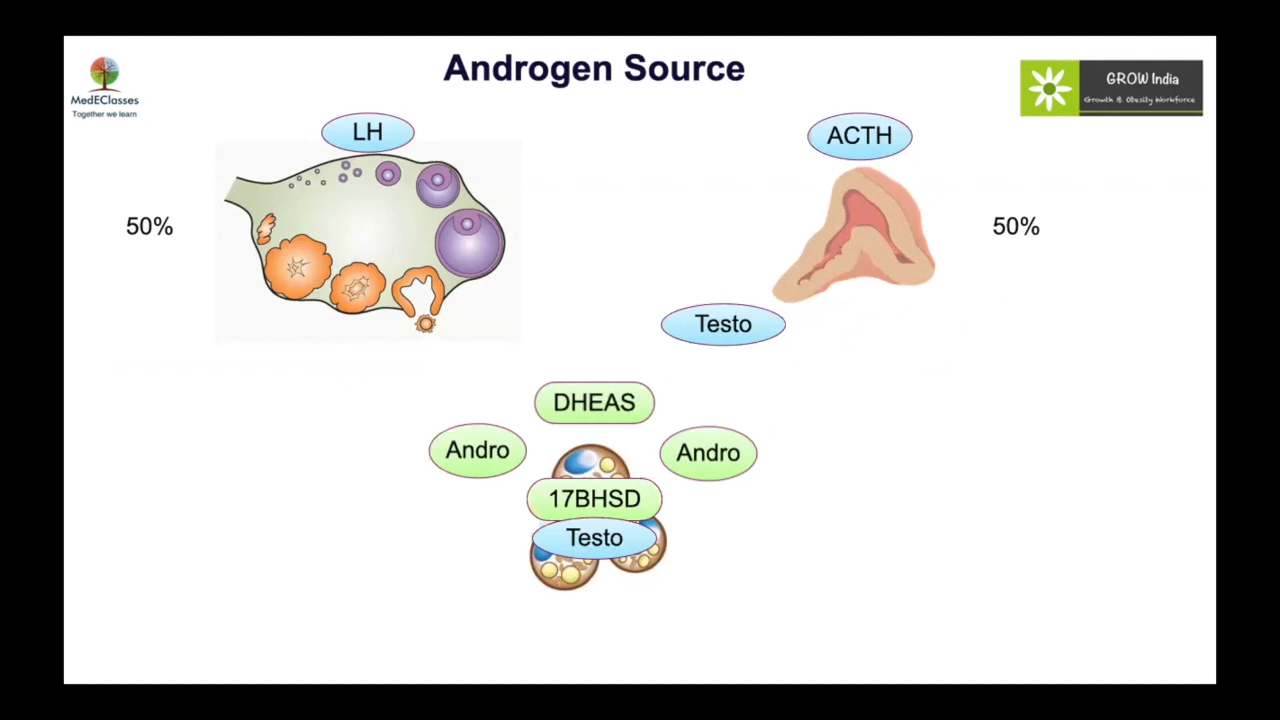 Androgen Source
MedEClasses
Together we learn
GROW India
Growth & Obesity Workforce
LH
ACTH
50%
50%
Testo
DHEAS
Andro
Andro
17BHSD
Testo